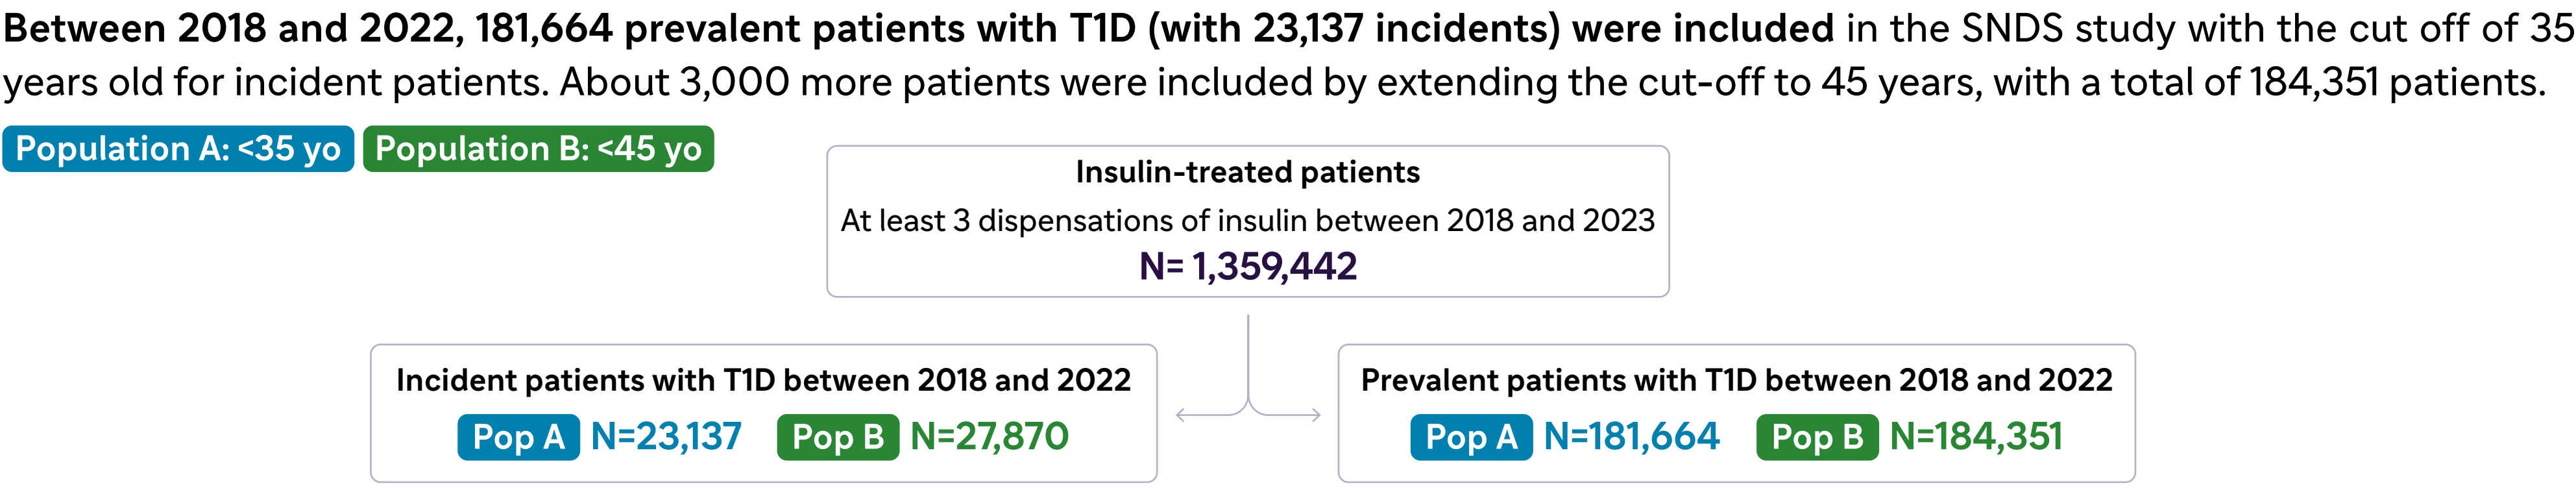 Between 2018 and 2022, 181,664 prevalent patients with T1D (with 23,137 incidents) were included in the SNDS study with the cut off of 35
years old for incident patients. About 3,000 more patients were included by extending the cut-off to 45 years, with a total of 184,351 patients.
Population A: <35 yo Population B: <45 yo
Insulin-treated patients
At least 3 dispensations of insulin between 2018 and 2023
N= 1,359,442
Incident patients with T1D between 2018 and 2022
Pop A N=23,137 Pop B N=27,870
Prevalent patients with T1D between 2018 and 2022
Pop A N=181,664 Pop B N=184,351